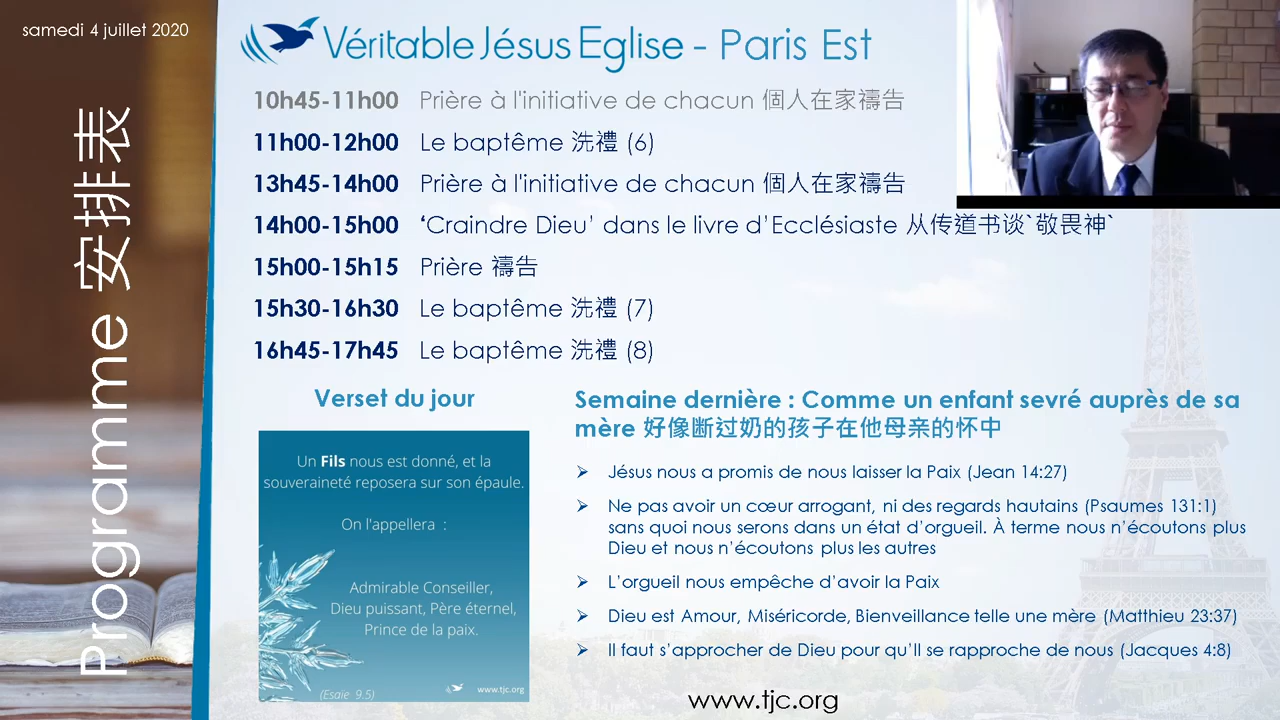 samedi 4 juillet 2020
Programme 安排表
Véritable Jésus Eglise - Paris Est
10h45-11h00 Prière à l'initiative de chacun 個人在家禱告
11h00-12h00 Le baptême 洗禮 (6)
13h45-14h00 Prière à l'initiative de chacun 個人在家禱告
14h00-15h00 ‘Craindre Dieu’ dans le livre d’Ecclésiaste 从传道书谈`敬畏神`
15h00-15h15 Prière 禱告
15h30-16h30 Le baptême 洗禮 (7)
16h45-17h45 Le baptême 洗禮 (8)
Verset du jour
Un Fils nous est donné, et la
souveraineté reposera sur son épaule.
On l'appellera :
Admirable Conseiller,
Dieu puissant, Père éternel,
Prince de la paix.
(Esaïe 9.5)
www.tjc.org
Semaine dernière : Comme un enfant sevré auprès de sa
mère 好像断过奶的孩子在他母亲的怀中
Jésus nous a promis de nous laisser la Paix (Jean 14:27)
Ne pas avoir un cœur arrogant, ni des regards hautains (Psaumes 131:1)
sans quoi nous serons dans un état d’orgueil. À terme nous n’écoutons plus
Dieu et nous n’écoutons plus les autres
L’orgueil nous empêche d’avoir la Paix
Dieu est Amour, Miséricorde, Bienveillance telle une mère (Matthieu 23:37)
Il faut s’approcher de Dieu pour qu’Il se rapproche de nous (Jacques 4:8)
www.tjc.org